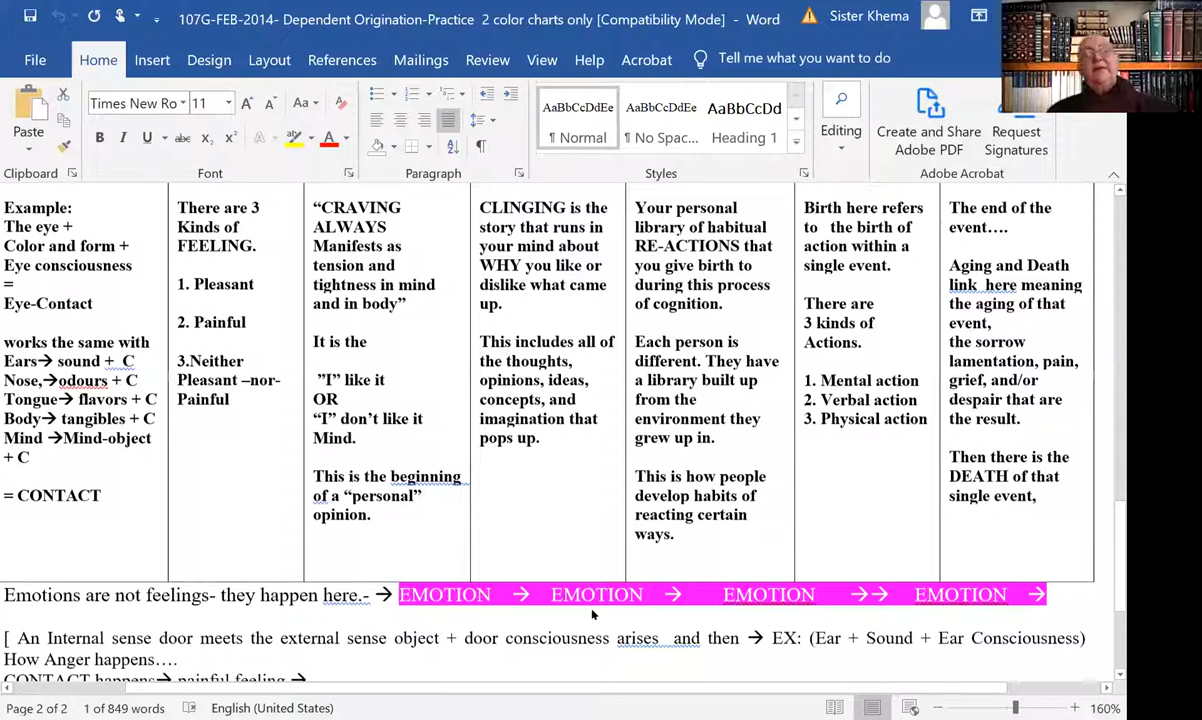 107G-FEB-2014- Dependent Origination-Practice 2 color charts only [Compatibility Mode] - Word
Sister Khema
File Home Insert Design Layout References Mailings Review View Help Acrobat Tell me what you want to do
Times New Ro 11
Paste
AaBbCcDdEe AaBbCcDdEe AaBbCcDd
¶ Normal ¶ No Spac... Heading 1
Editing
Create and Share
Adobe PDF
Request
Signatures
Clipboard Font Paragraph Styles Adobe Acrobat
Example:
The eye +
Color and form +
Eye consciousness
=
Eye-Contact
works the same with
Ears→ sound + C
Nose,→odours + C
Tongue→ flavors + C
Body→ tangibles + C
Mind →Mind-object
+ C
= CONTACT
There are 3
Kinds of
FEELING.
1. Pleasant
2. Painful
3.Neither
Pleasant –nor-
Painful
“CRAVING
ALWAYS
Manifests as
tension and
tightness in mind
and in body”
It is the
”I” like it
OR
“I” don’t like it
Mind.
This is the beginning
of a “personal”
opinion.
CLINGING is the
story that runs in
your mind about
WHY you like or
dislike what came
up.
This includes all of
the thoughts,
opinions, ideas,
concepts, and
imagination that
pops up.
Your personal
library of habitual
RE-ACTIONS that
you give birth to
during this process
of cognition.
Each person is
different. They have
a library built up
from the
environment they
grew up in.
This is how people
develop habits of
reacting certain
ways.
Birth here refers
to the birth of
action within a
single event.
There are
3 kinds of
Actions.
1. Mental action
2. Verbal action
3. Physical action
The end of the
event….
Aging and Death
link here meaning
the aging of that
event,
the sorrow
lamentation, pain,
grief, and/or
despair that are
the result.
Then there is the
DEATH of that
single event,
Emotions are not feelings- they happen here.- → EMOTION → EMOTION → EMOTION →→ EMOTION →
[ An Internal sense door meets the external sense object + door consciousness arises and then → EX: (Ear + Sound + Ear Consciousness)
How Anger happens….
CONTACT happens→ painful feeling →
Page 2 of 2 1 of 849 words English (United States) 160%